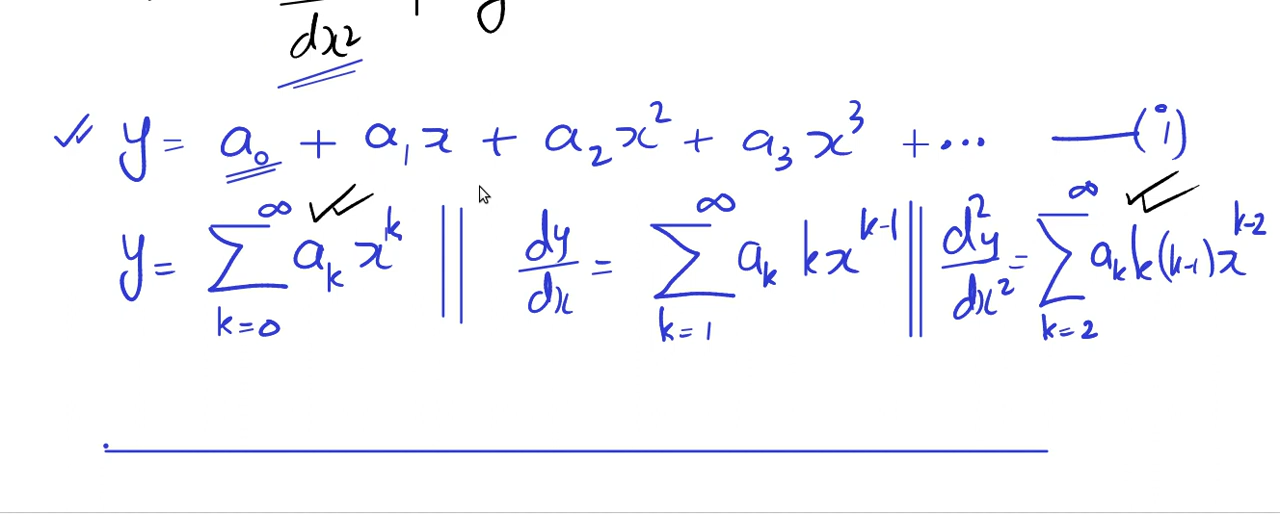 dx² + y
y = a₀ + a₁x + a₂x² + a₃x³ + ... —(i)
y = ∑_{k=0}^{∞} a_k x^k || dy/dx = ∑_{k=1}^{∞} a_k k x^{k-1} || d²y/dx² = ∑_{k=2}^{∞} a_k k(k-1) x^{k-2}